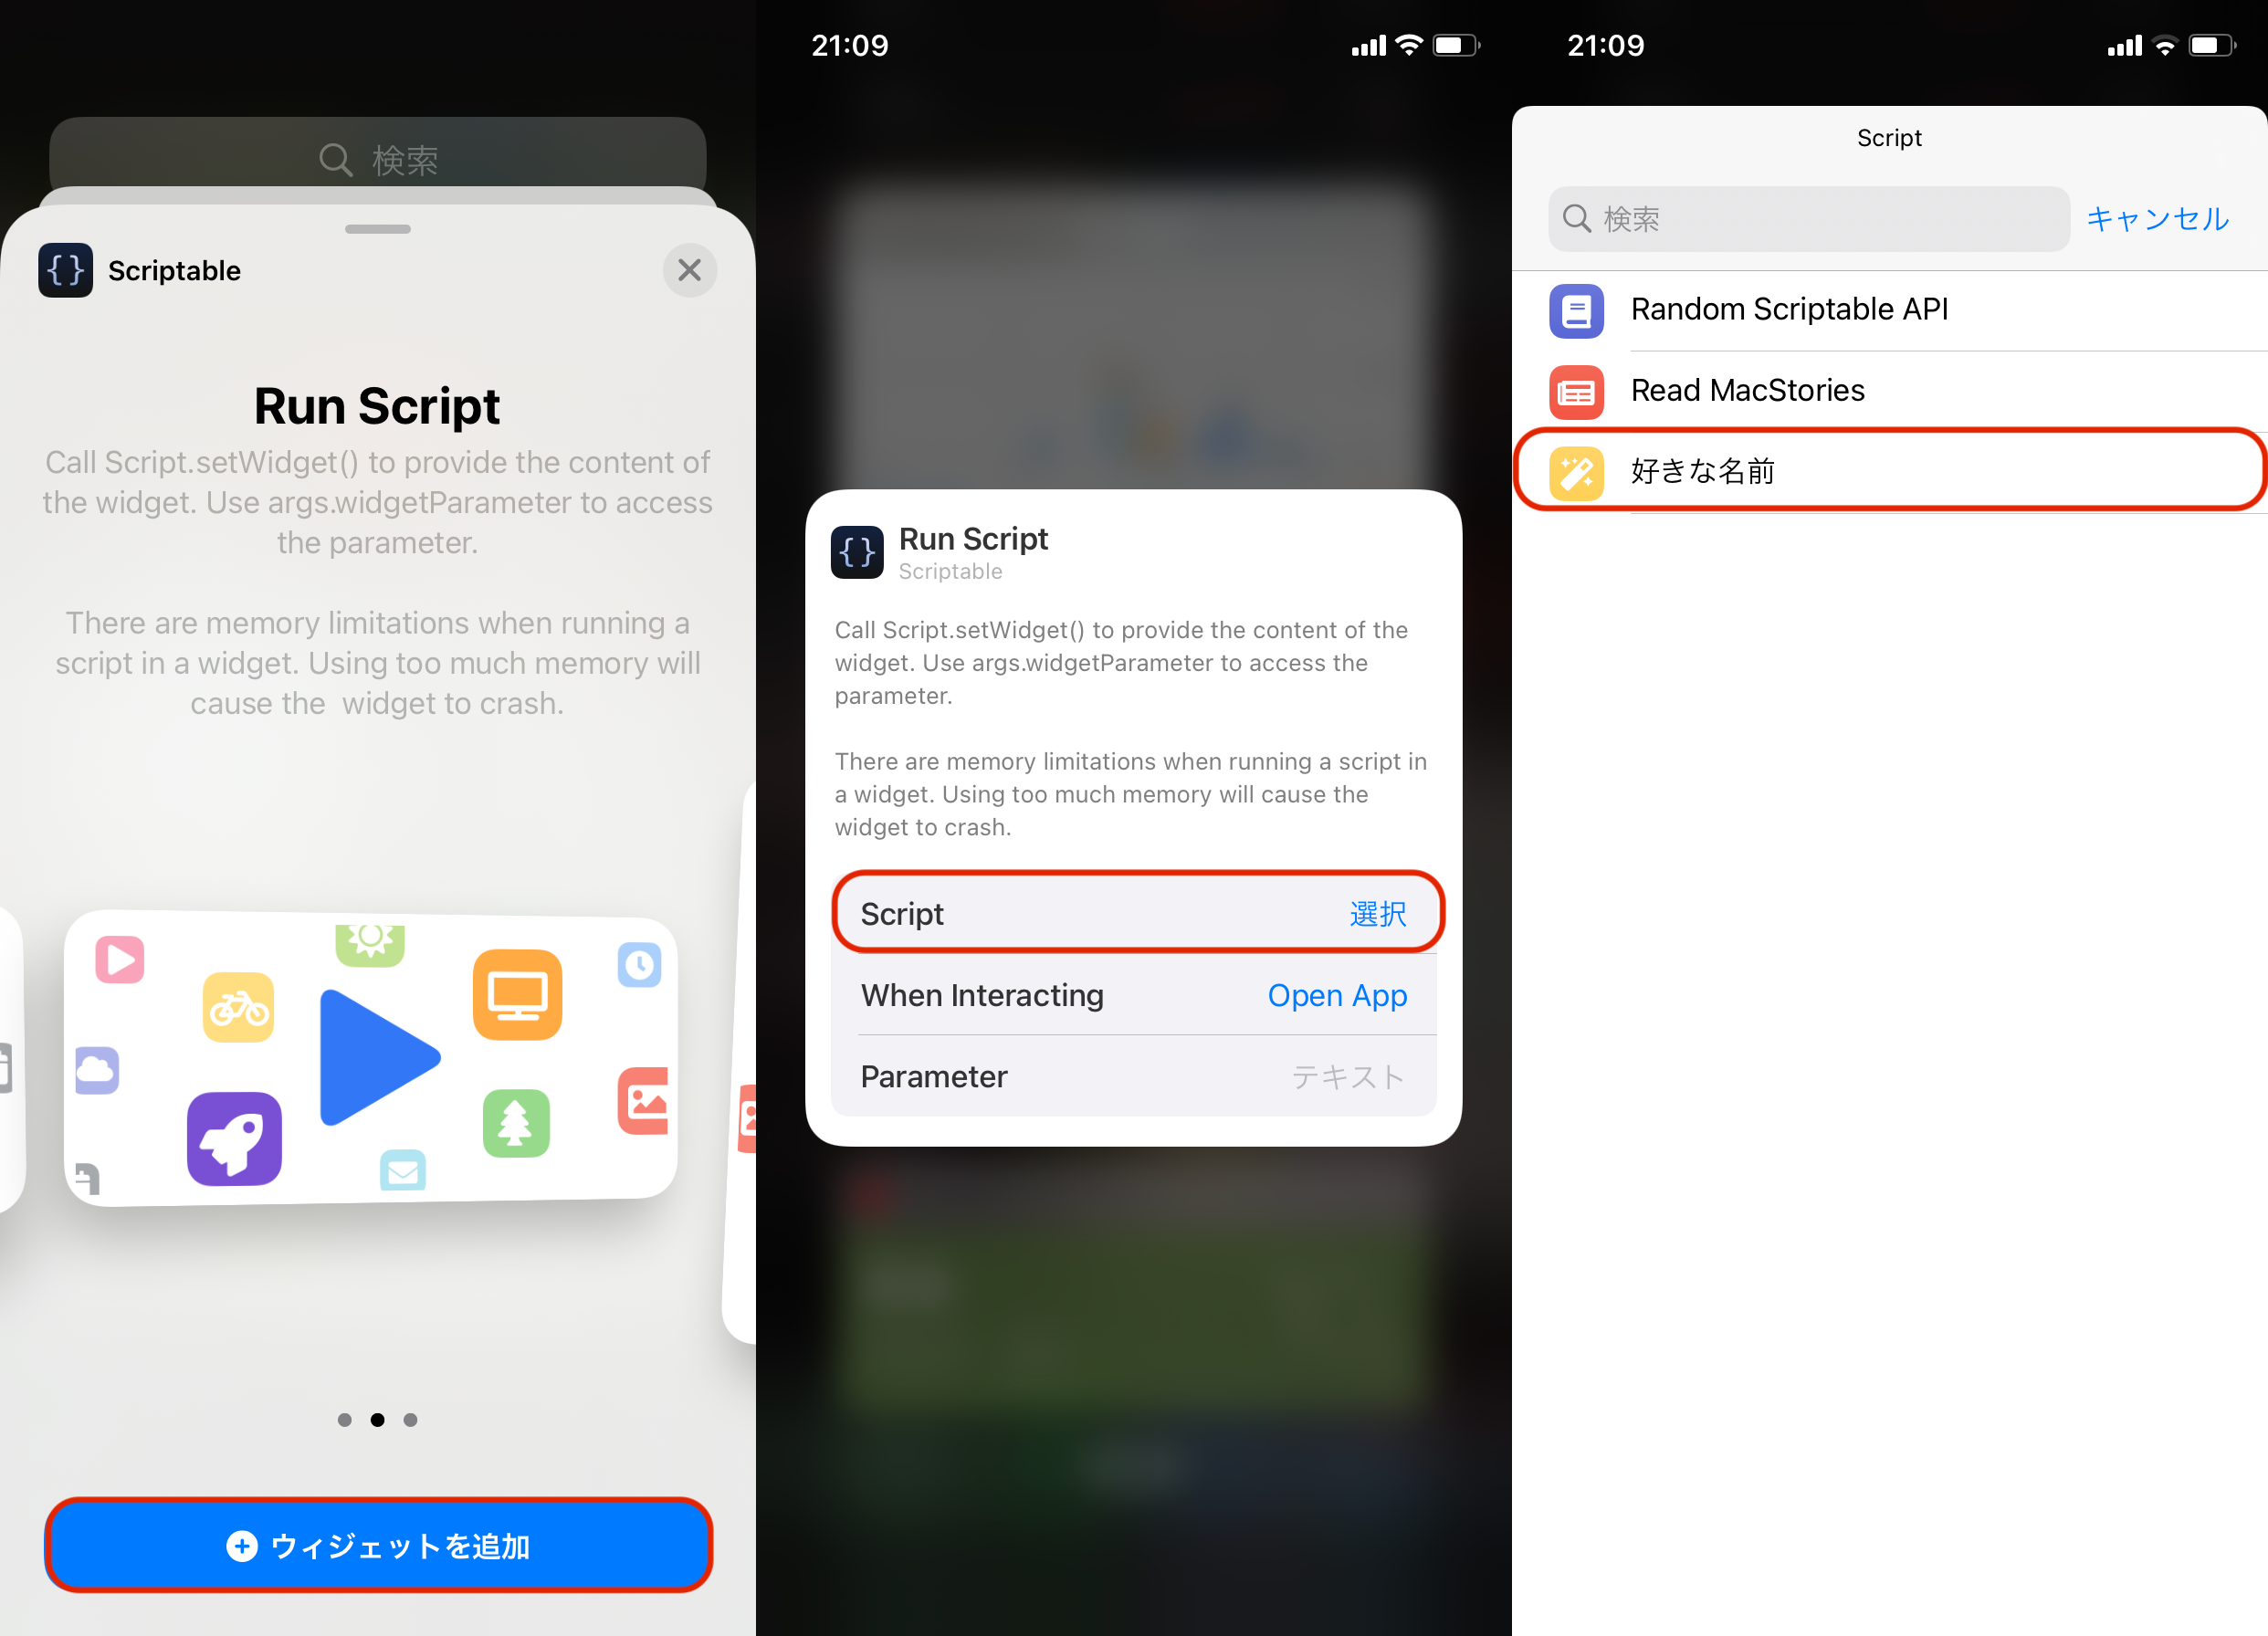 検索
Scriptable
Run Script
Call Script.setWidget() to provide the content of
the widget. Use args.widgetParameter to access
the parameter.
There are memory limitations when running a
script in a widget. Using too much memory will
cause the  widget to crash.
ウィジェットを追加
21:09
Run Script
Scriptable
Call Script.setWidget() to provide the content of the
widget. Use args.widgetParameter to access the
parameter.
There are memory limitations when running a script in
a widget. Using too much memory will cause the
widget to crash.
Script 選択
When Interacting Open App
Parameter テキスト
21:09
Script
検索 キャンセル
Random Scriptable API
Read MacStories
好きな名前